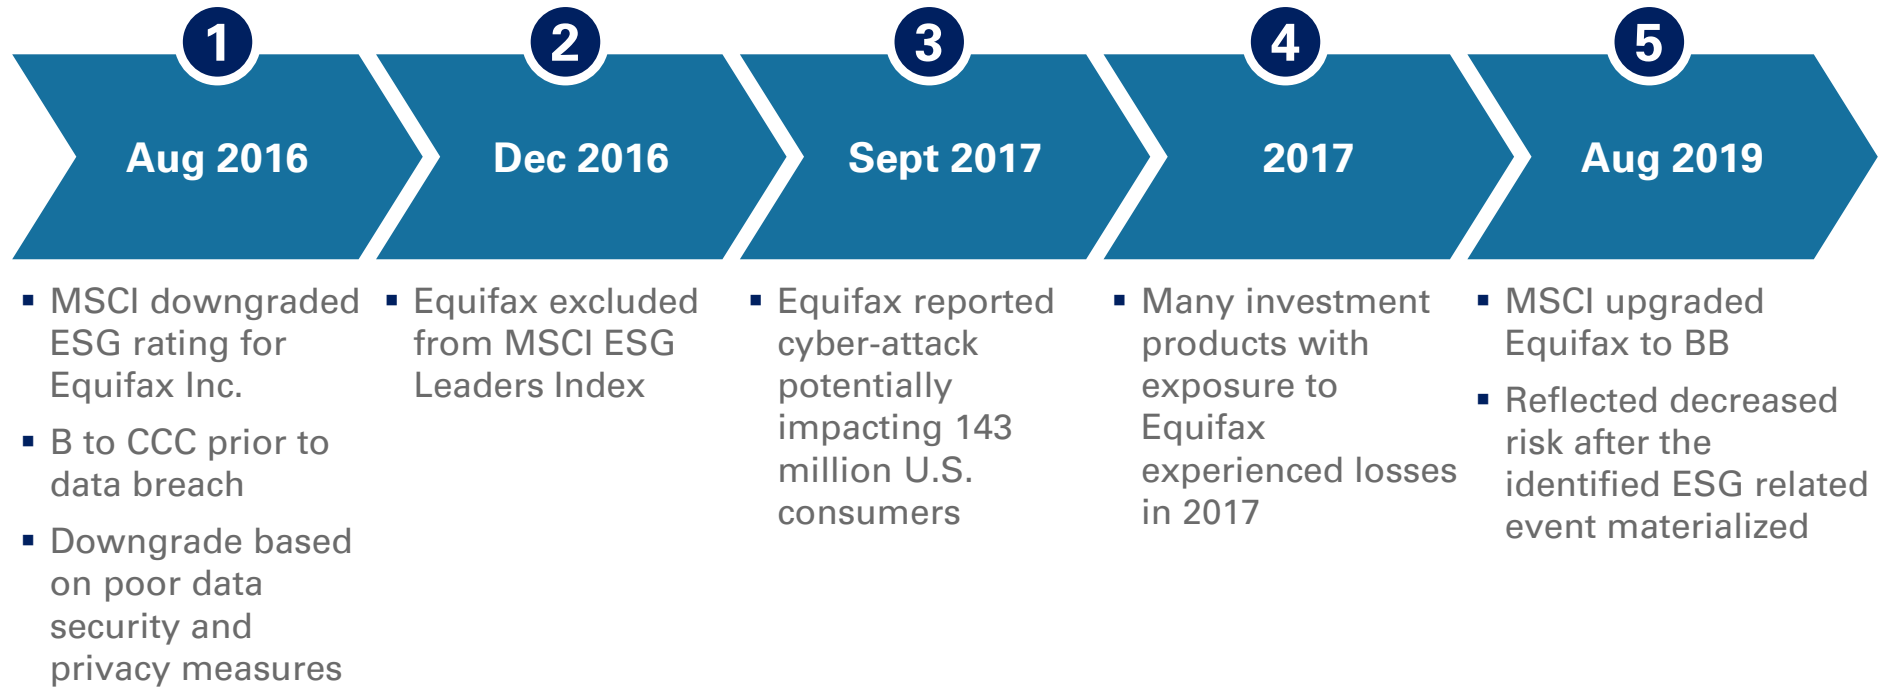 1
Aug 2016
▪ MSCI downgraded
ESG rating for
Equifax Inc.
▪ B to CCC prior to
data breach
▪ Downgrade based
on poor data
security and
privacy measures
2
Dec 2016
▪ Equifax excluded
from MSCI ESG
Leaders Index
3
Sept 2017
▪ Equifax reported
cyber-attack
potentially
impacting 143
million U.S.
consumers
4
2017
▪ Many investment
products with
exposure to
Equifax
experienced losses
in 2017
5
Aug 2019
▪ MSCI upgraded
Equifax to BB
▪ Reflected decreased
risk after the
identified ESG related
event materialized